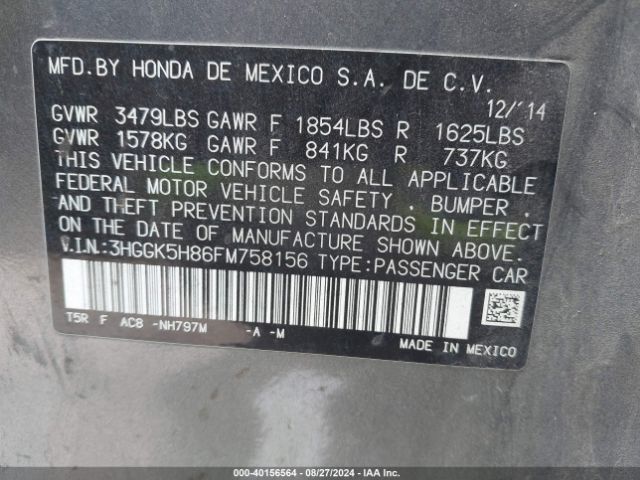 MFD.BY HONDA DE MEXICO S.A. DE C.V.
12/'14
GVWR 3479LBS GAWR F 1854LBS R 1625LBS
GVWR 1578KG GAWR F 841KG R 737KG
THIS VEHICLE CONFORMS TO ALL APPLICABLE
FEDERAL MOTOR VEHICLE SAFETY . BUMPER .
AND THEFT PREVENTION STANDARDS IN EFFECT
ON THE DATE OF MANUFACTURE SHOWN ABOVE.
V.I.N.:3HGGK5H86FM758156 TYPE:PASSENGER CAR
T5R F AC8 -NH797M -A -M
MADE IN MEXICO
000-40156564 / 08/27/2024 - IAA Inc.